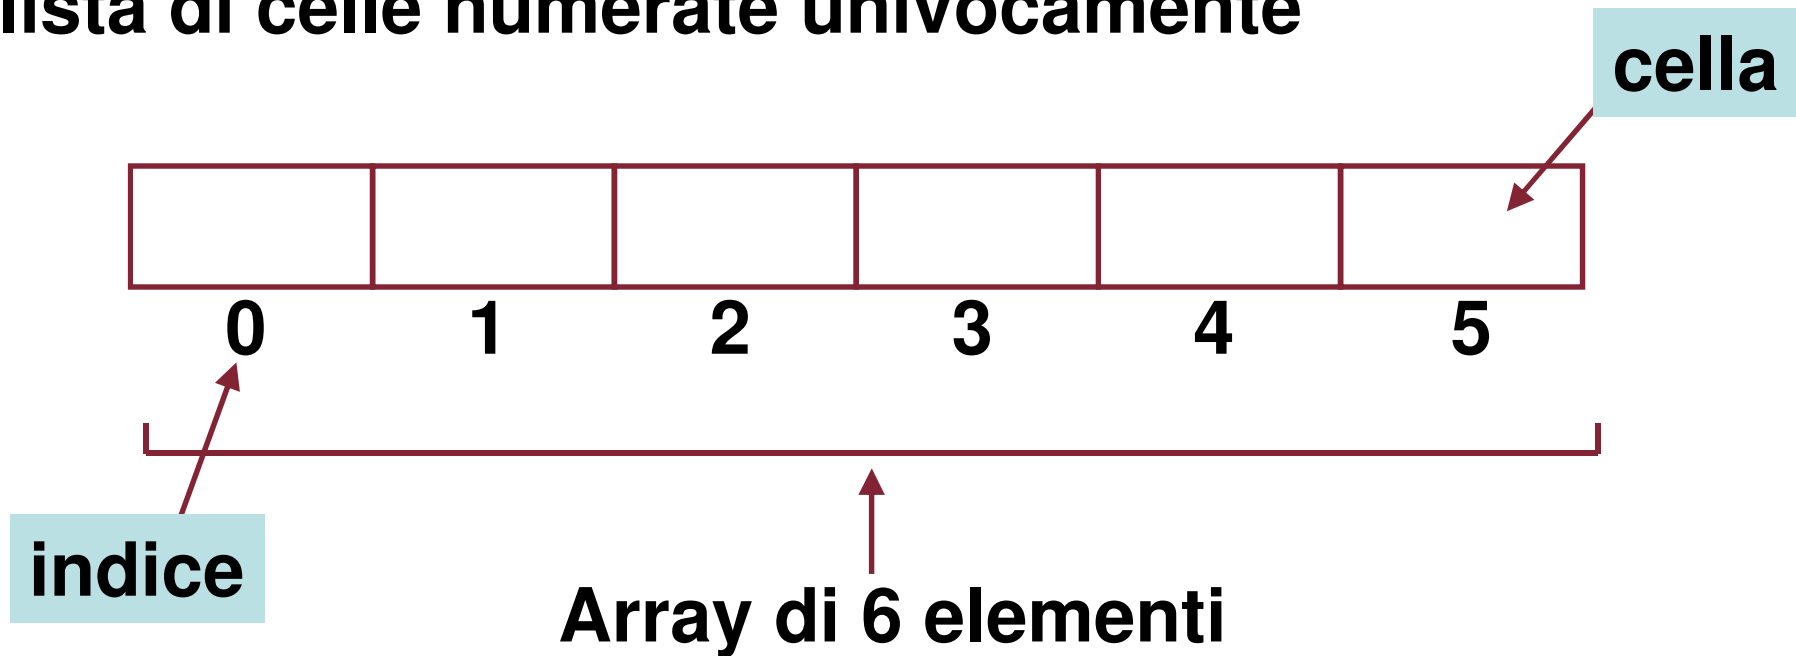 lista di celle numerate univocamente
cella
0 1 2 3 4 5
indice
Array di 6 elementi